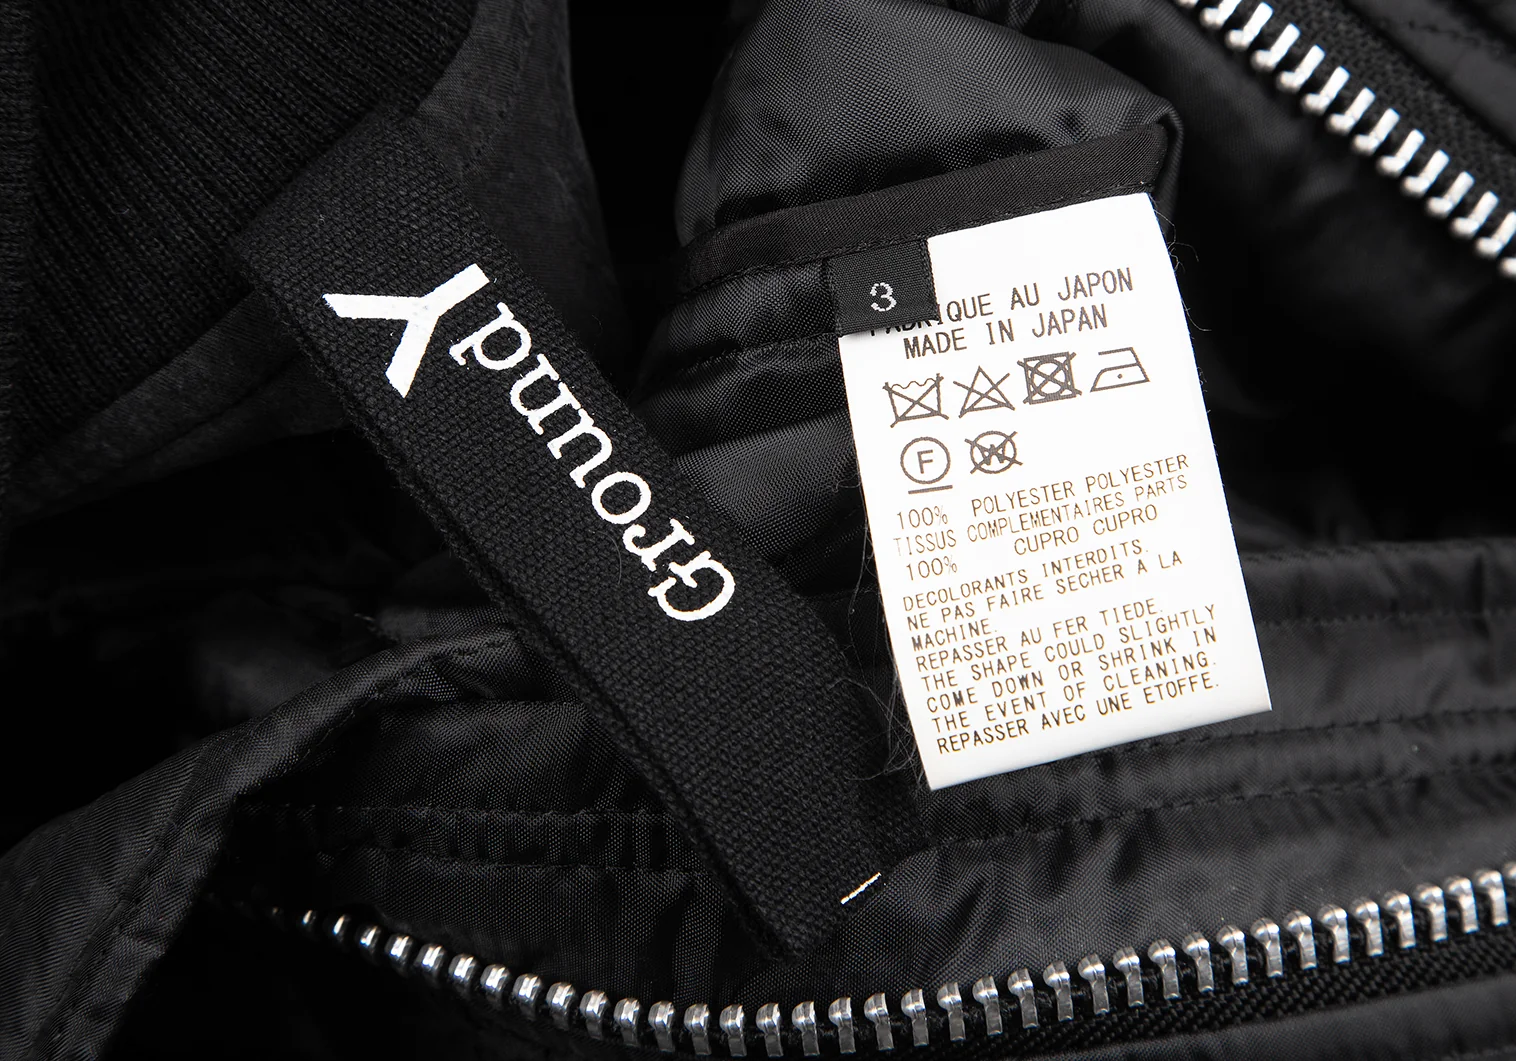 Ground Y
3
FABRIQUE AU JAPON
MADE IN JAPAN
F
W
100% POLYESTER POLYESTER
TISSUS COMPLEMENTAIRES PARTS
100% CUPRO CUPRO
DECOLORANTS INTERDITS.
NE PAS FAIRE SECHER A LA
MACHINE.
REPASSER AU FER TIEDE.
THE SHAPE COULD SLIGHTLY
COME DOWN OR SHRINK IN
THE EVENT OF CLEANING.
REPASSER AVEC UNE ETOFFE.